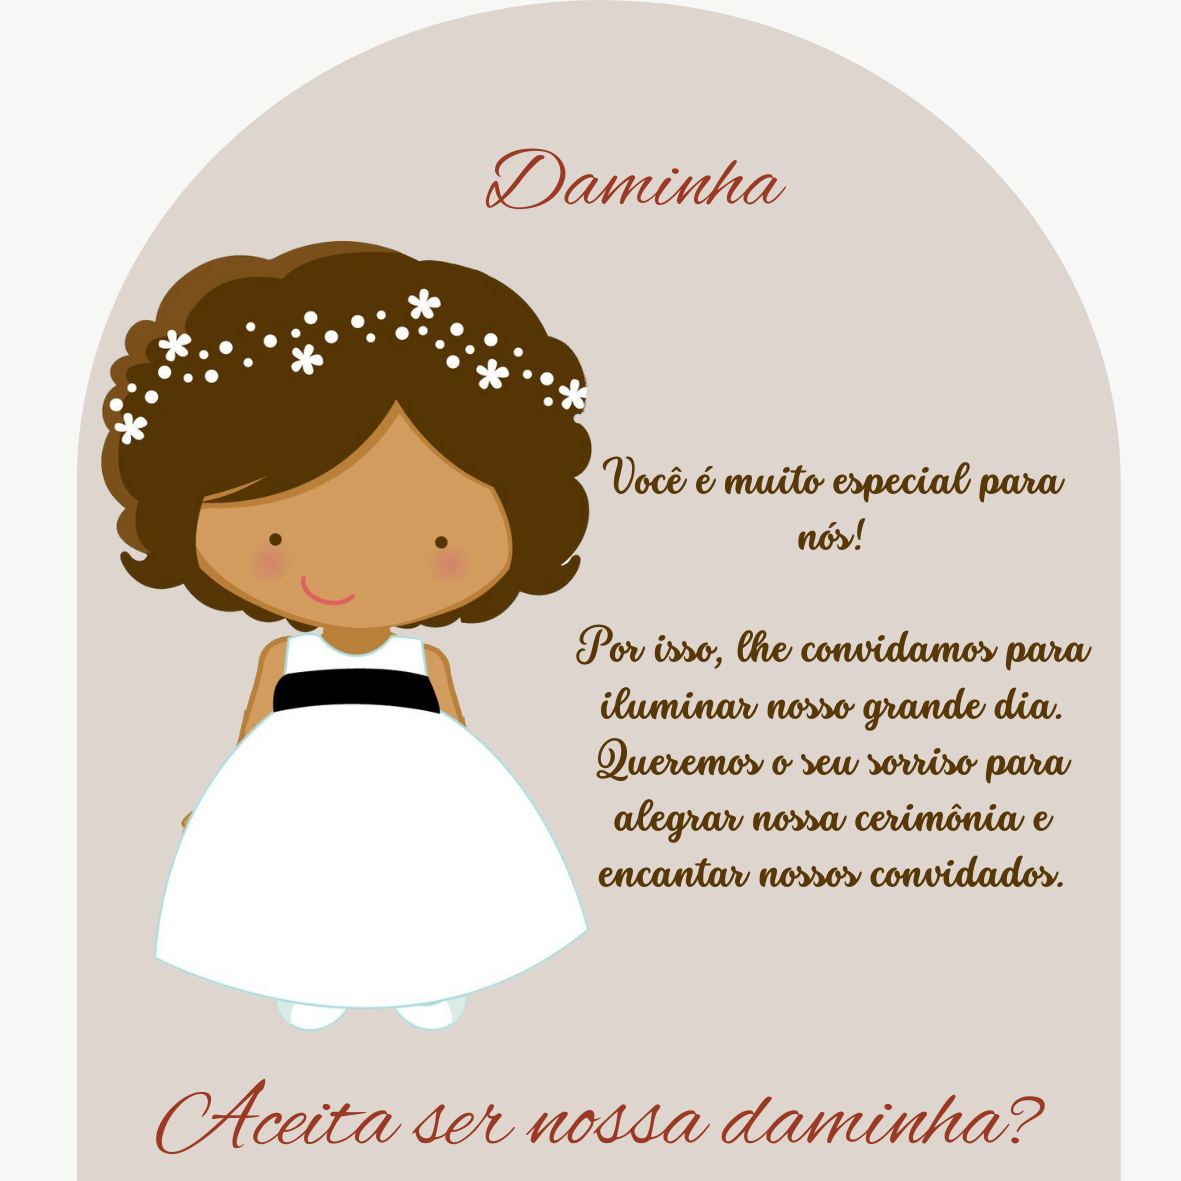 Daminha
Você é muito especial para
nós!
Por isso, lhe convidamos para
iluminar nosso grande dia.
Queremos o seu sorriso para
alegrar nossa cerimônia e
encantar nossos convidados.
Aceita ser nossa daminha?